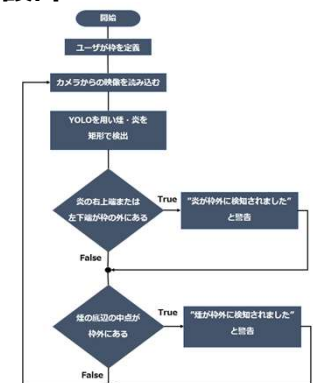 開始
ユーザが枠を定義
カメラからの映像を読み込む
YOLOを用い煙・炎を
矩形で検出
炎の右上端または
左下端が枠の外にある
True
"炎が枠外に検知されました"
と警告
False
煙の底辺の中点が
枠外にある
True
"煙が枠外に検知されました"
と警告
False